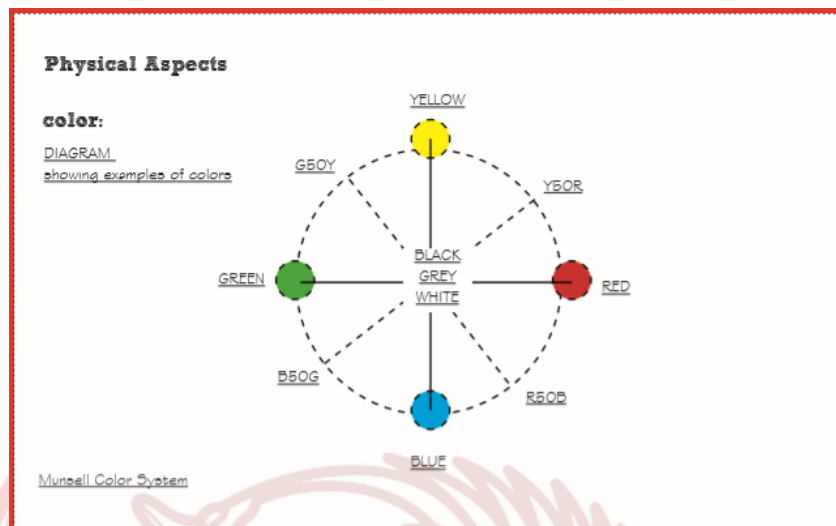 Physical Aspects
color:
DIAGRAM
showing examples of colors
YELLOW
G50Y
Y50R
BLACK
GREEN
GREY
RED
WHITE
B50G
R50B
BLUE
Munsell Color System